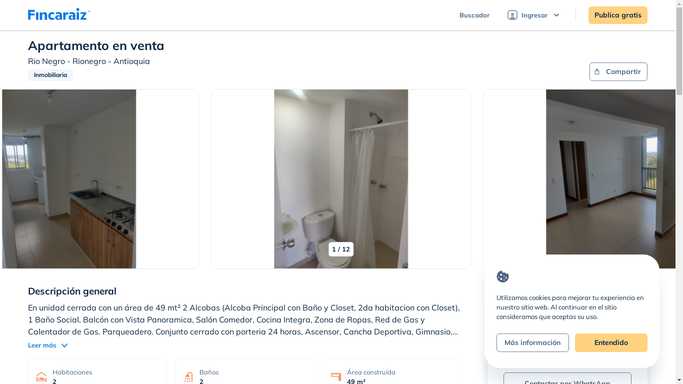 Fincaraiz
Buscador
Ingresar
Publica gratis
Apartamento en venta
Rio Negro - Rionegro - Antioquia
Inmobiliaria
Compartir
1 / 12
Descripción general
En unidad cerrada con un área de 49 mt² 2 Alcobas (Alcoba Principal con Baño y Closet, 2da habitacion con Closet),
1 Baño Social, Balcón con Vista Panoramica, Salón Comedor, Cocina Integra, Zona de Ropas, Red de Gas y
Calentador de Gas. Parqueadero. Conjunto cerrado con porteria 24 horas, Ascensor, Cancha Deportiva, Gimnasio,...
Leer más
Habitaciones
2
Baños
2
Área construida
49 m²
Utilizamos cookies para mejorar tu experiencia en
nuestro sitio web. Al continuar en el sitio
consideramos que aceptas su uso.
Más información
Entendido
Contactar por WhatsApp